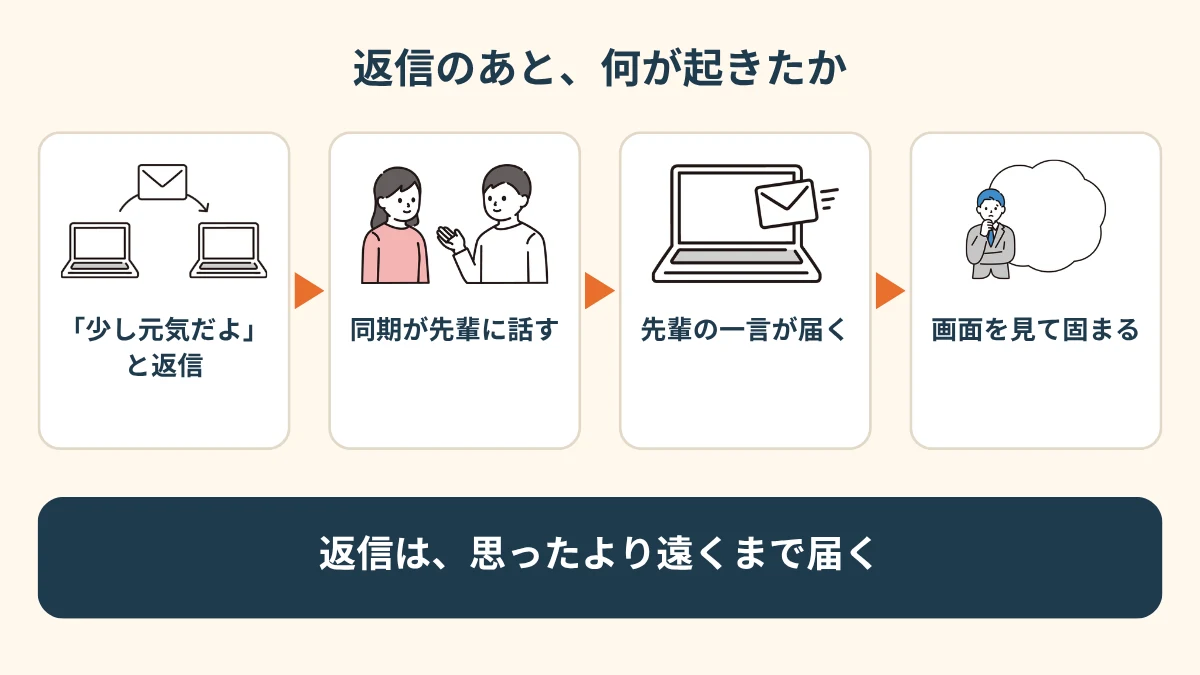 返信のあと、何が起きたか
「少し元気だよ」
と返信
同期が先輩に話す
先輩の一言が届く
画面を見て固まる
返信は、思ったより遠くまで届く